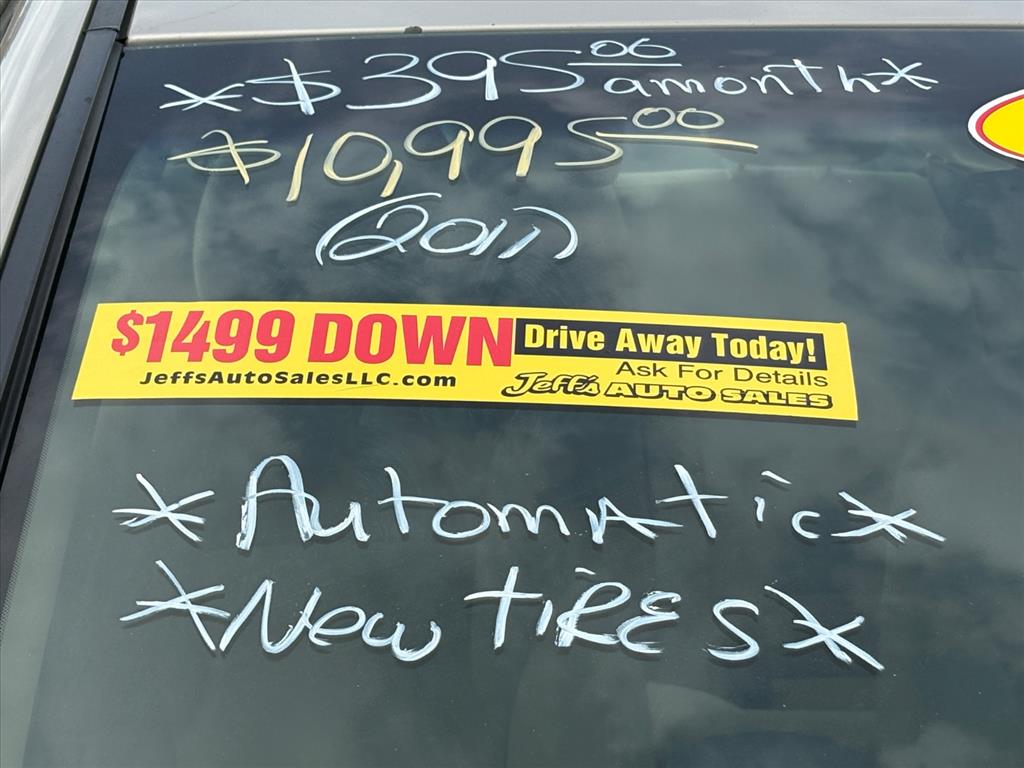 *$395.00 a month*
$10,995.00
(2011)
$1499 DOWN Drive Away Today!
Ask For Details
JeffsAutoSalesLLC.com Jeff's AUTO SALES
*Automatic*
*New TIRES*